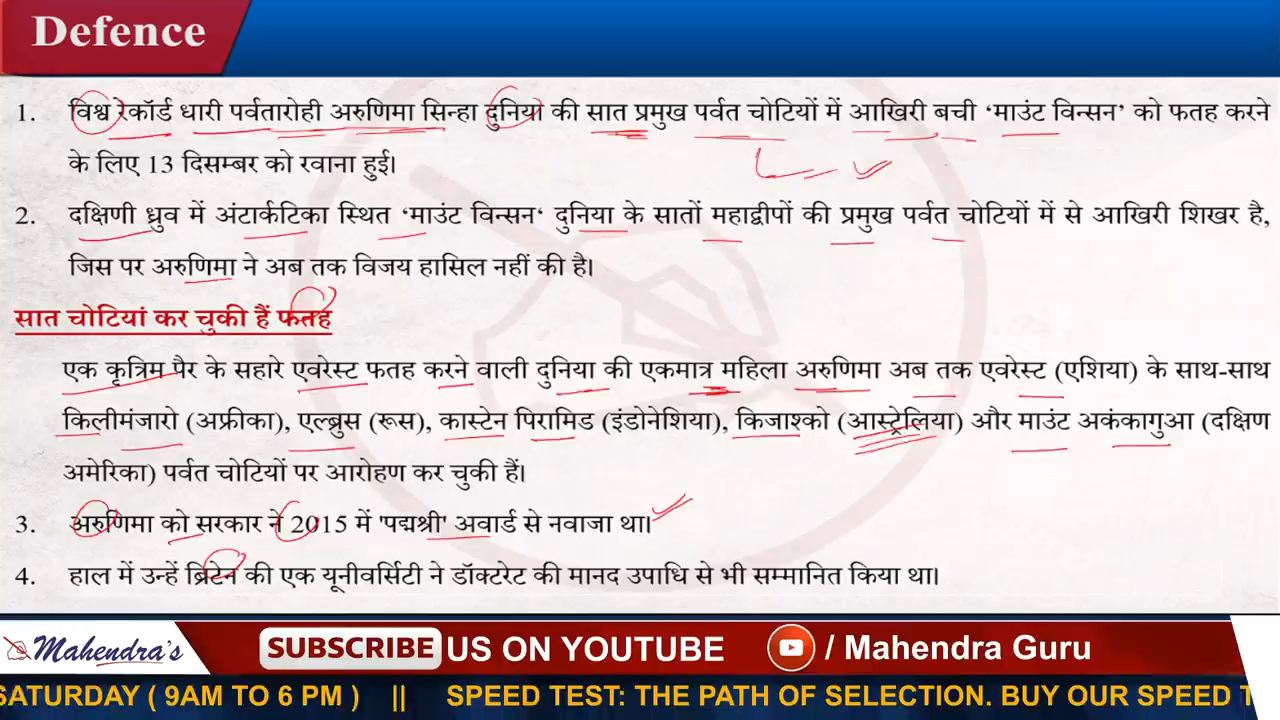 Defence
1. विश्व रेकॉर्ड धारी पर्वतारोही अरुणिमा सिन्हा दुनिया की सात प्रमुख पर्वत चोटियों में आखिरी बची ‘माउंट विन्सन’ को फतह करने
के लिए 13 दिसम्बर को रवाना हुई।
2. दक्षिणी ध्रुव में अंटार्कटिका स्थित ‘माउंट विन्सन‘ दुनिया के सातों महाद्वीपों की प्रमुख पर्वत चोटियों में से आखिरी शिखर है,
जिस पर अरुणिमा ने अब तक विजय हासिल नहीं की है।
सात चोटियां कर चुकी हैं फतह
एक कृत्रिम पैर के सहारे एवरेस्ट फतह करने वाली दुनिया की एकमात्र महिला अरुणिमा अब तक एवरेस्ट (एशिया) के साथ-साथ
किलीमंजारो (अफ्रीका), एल्ब्रुस (रूस), कास्टेन पिरामिड (इंडोनेशिया), किजाश्को (आस्ट्रेलिया) और माउंट अकंकागुआ (दक्षिण
अमेरिका) पर्वत चोटियों पर आरोहण कर चुकी हैं।
3. अरुणिमा को सरकार ने 2015 में 'पद्मश्री' अवार्ड से नवाजा था।
4. हाल में उन्हें ब्रिटेन की एक यूनीवर्सिटी ने डॉक्टरेट की मानद उपाधि से भी सम्मानित किया था।
Mahendra's SUBSCRIBE US ON YOUTUBE / Mahendra Guru
SATURDAY ( 9AM TO 6 PM ) || SPEED TEST: THE PATH OF SELECTION. BUY OUR SPEED T